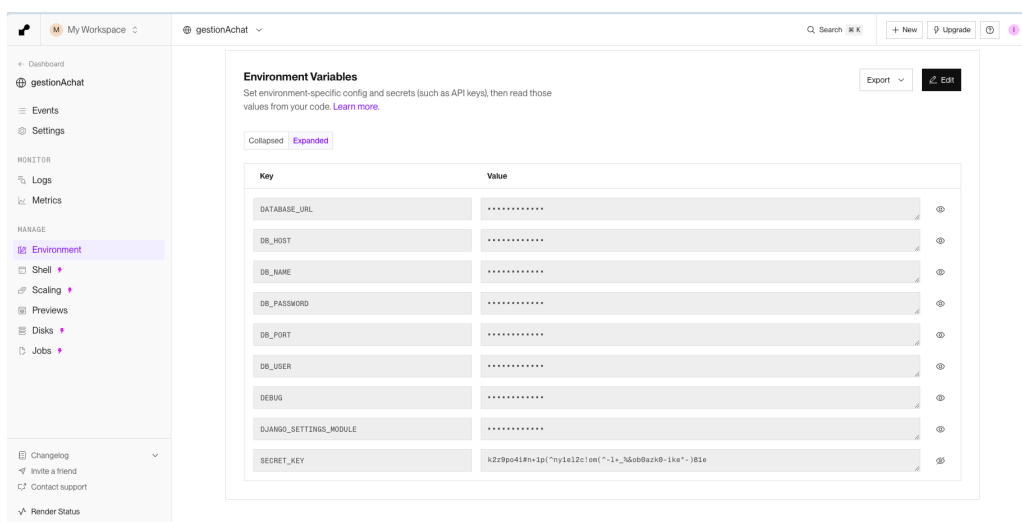 M My Workspace
gestionAchat
Search ⌘ K
+ New
Upgrade
I
← Dashboard
gestionAchat
Events
Settings
MONITOR
Logs
Metrics
MANAGE
Environment
Shell
Scaling
Previews
Disks
Jobs
Changelog
Invite a friend
Contact support
Render Status
Environment Variables
Set environment-specific config and secrets (such as API keys), then read those
values from your code. Learn more.
Export
Edit
Collapsed Expanded
Key Value
DATABASE_URL ••••••••••••
DB_HOST ••••••••••••
DB_NAME ••••••••••••
DB_PASSWORD ••••••••••••
DB_PORT ••••••••••••
DB_USER ••••••••••••
DEBUG ••••••••••••
DJANGO_SETTINGS_MODULE ••••••••••••
SECRET_KEY